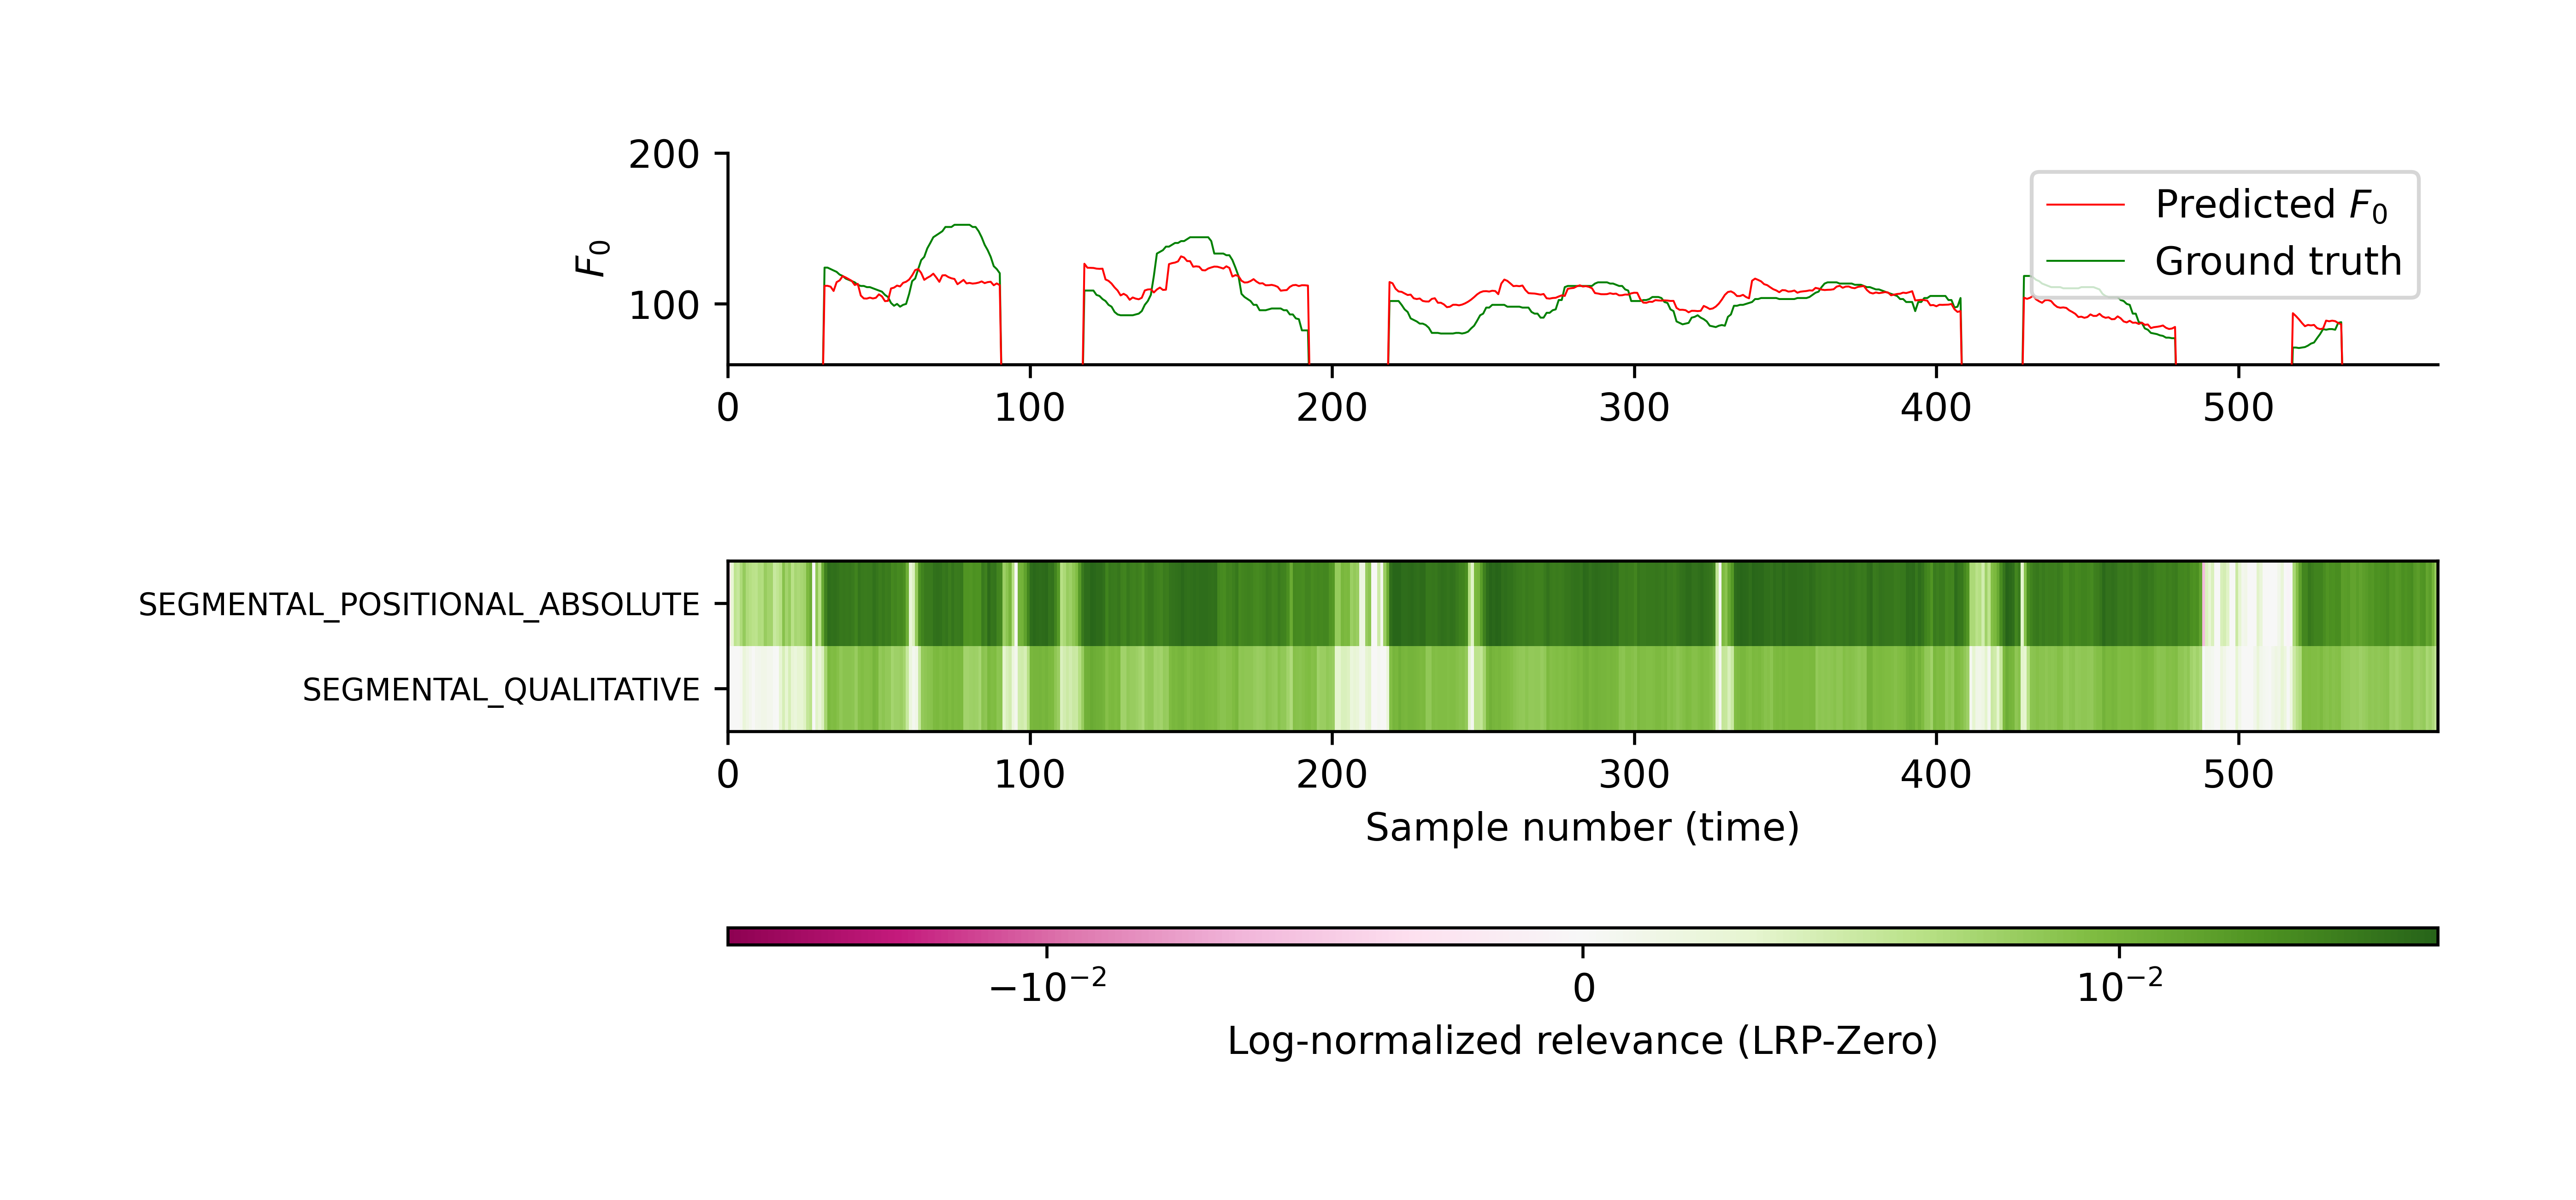 200
100
F₀
Predicted F₀
Ground truth
0 100 200 300 400 500
SEGMENTAL_POSITIONAL_ABSOLUTE
SEGMENTAL_QUALITATIVE
0 100 200 300 400 500
Sample number (time)
−10⁻² 0 10⁻²
Log-normalized relevance (LRP-Zero)